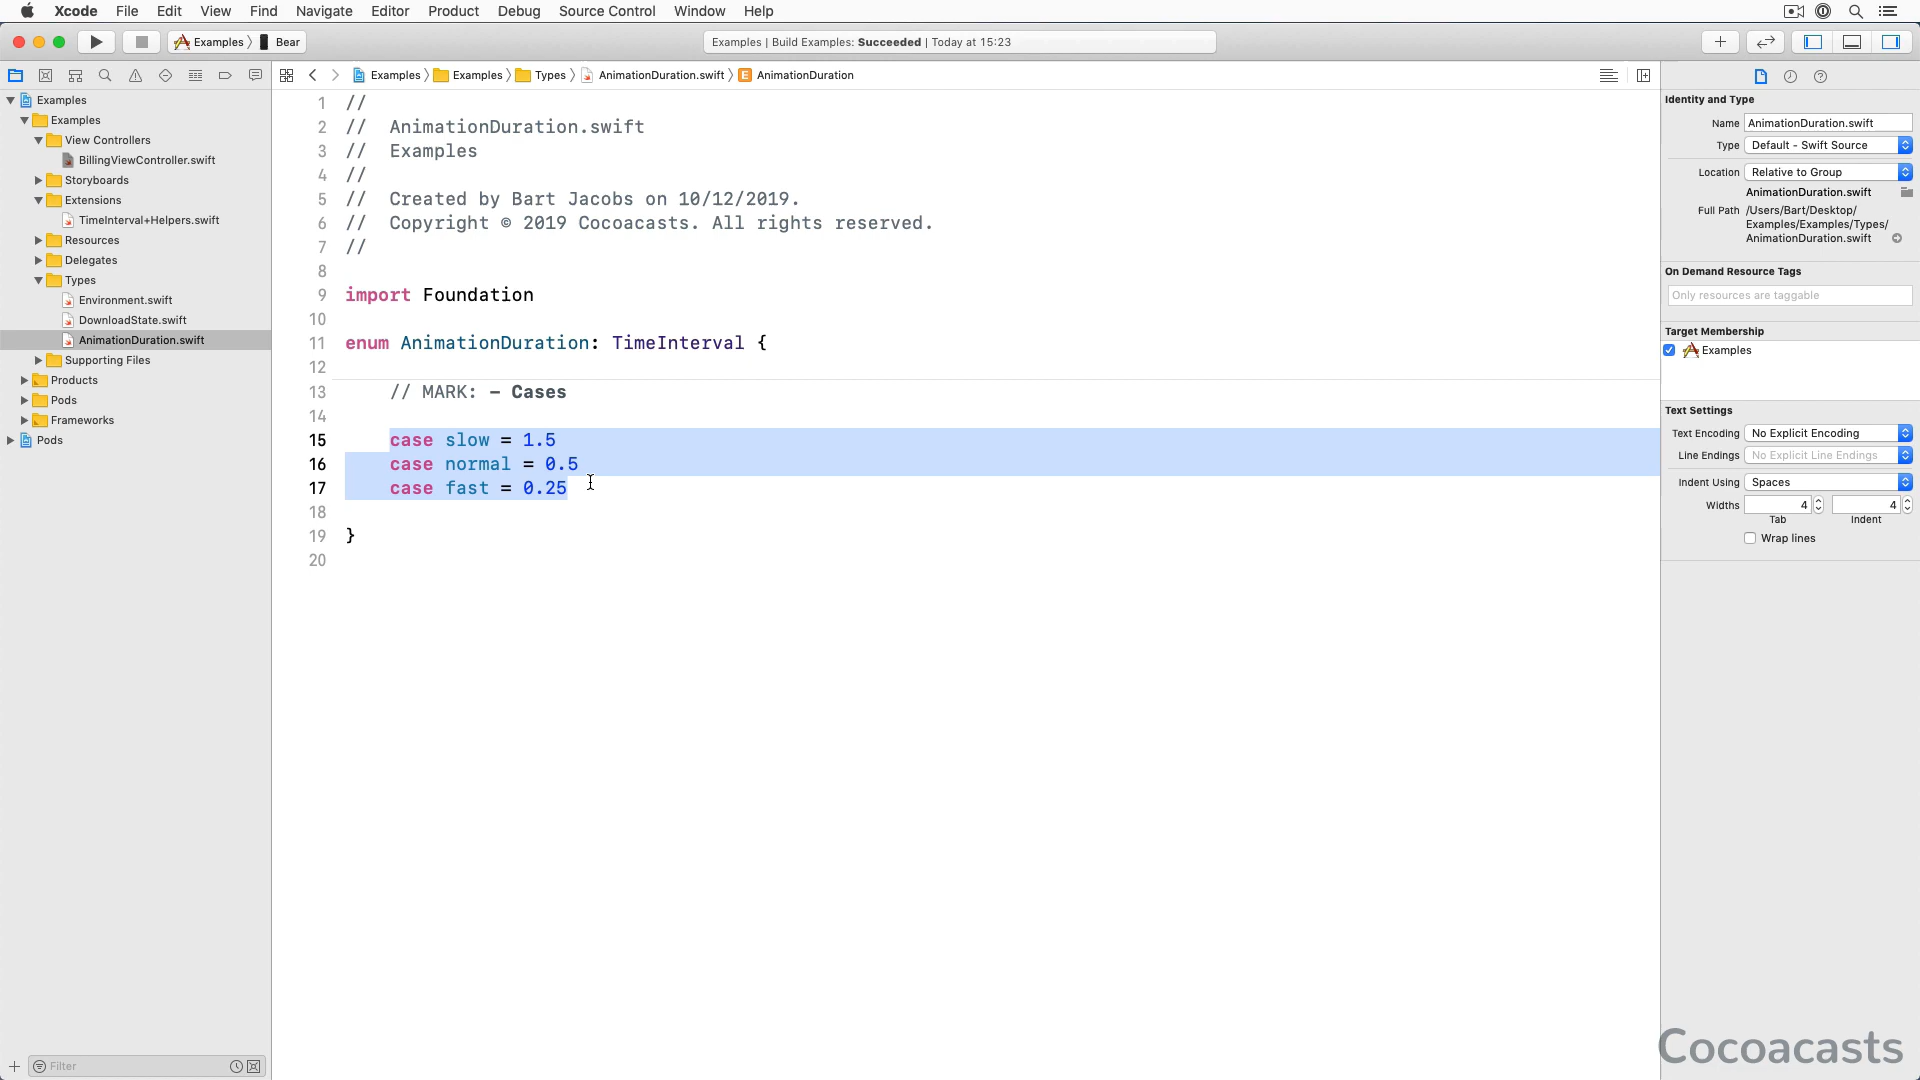 Xcode File Edit View Find Navigate Editor Product Debug Source Control Window Help
Examples Bear
Examples | Build Examples: Succeeded | Today at 15:23
Examples Examples Types AnimationDuration.swift E AnimationDuration
Examples
Examples
View Controllers
BillingViewController.swift
Storyboards
Extensions
TimeInterval+Helpers.swift
Resources
Delegates
Types
Environment.swift
DownloadState.swift
AnimationDuration.swift
Supporting Files
Products
Pods
Frameworks
Pods
Filter
1 //
2 // AnimationDuration.swift
3 // Examples
4 //
5 // Created by Bart Jacobs on 10/12/2019.
6 // Copyright © 2019 Cocoacasts. All rights reserved.
7 //
8
9 import Foundation
10
11 enum AnimationDuration: TimeInterval {
12
13 // MARK: - Cases
14
15 case slow = 1.5
16 case normal = 0.5
17 case fast = 0.25
18
19 }
20
Identity and Type
Name AnimationDuration.swift
Type Default - Swift Source
Location Relative to Group
AnimationDuration.swift
Full Path /Users/Bart/Desktop/
Examples/Examples/Types/
AnimationDuration.swift
On Demand Resource Tags
Only resources are taggable
Target Membership
Examples
Text Settings
Text Encoding No Explicit Encoding
Line Endings No Explicit Line Endings
Indent Using Spaces
Widths 4 4
Tab Indent
Wrap lines
Cocoacasts